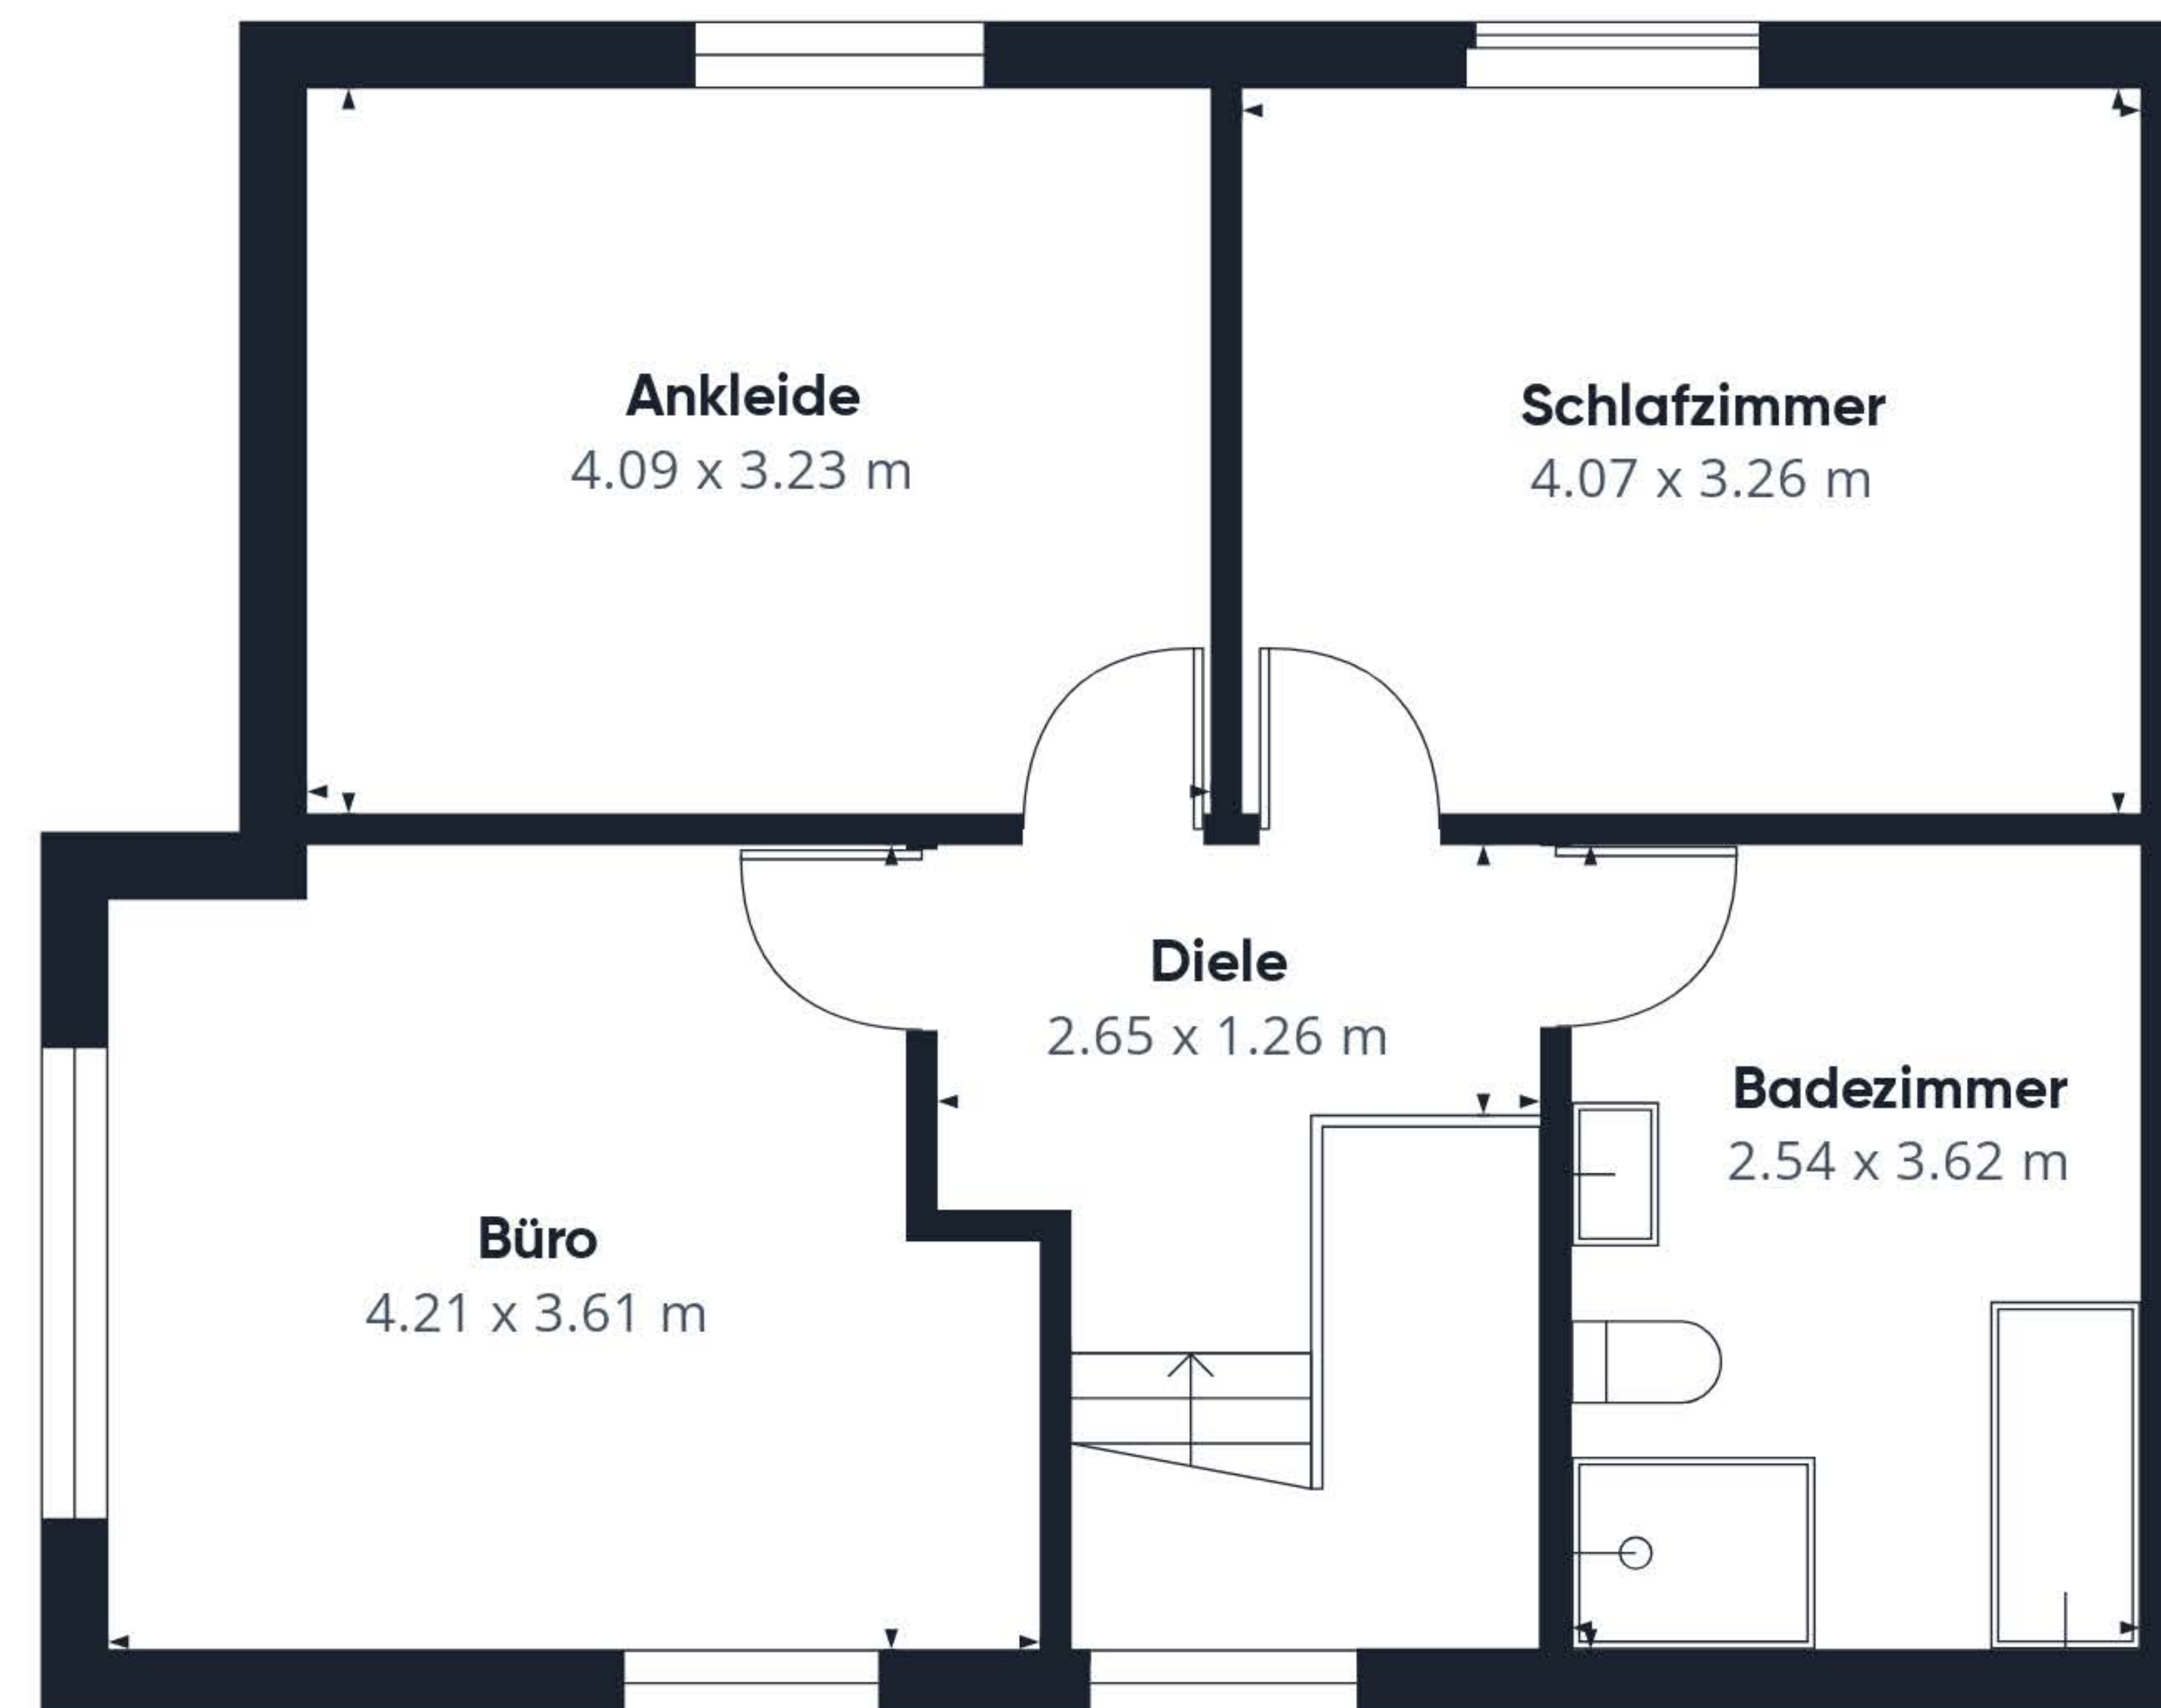 Ankleide
4.09 x 3.23 m
Schlafzimmer
4.07 x 3.26 m
Diele
2.65 x 1.26 m
Badezimmer
2.54 x 3.62 m
Büro
4.21 x 3.61 m